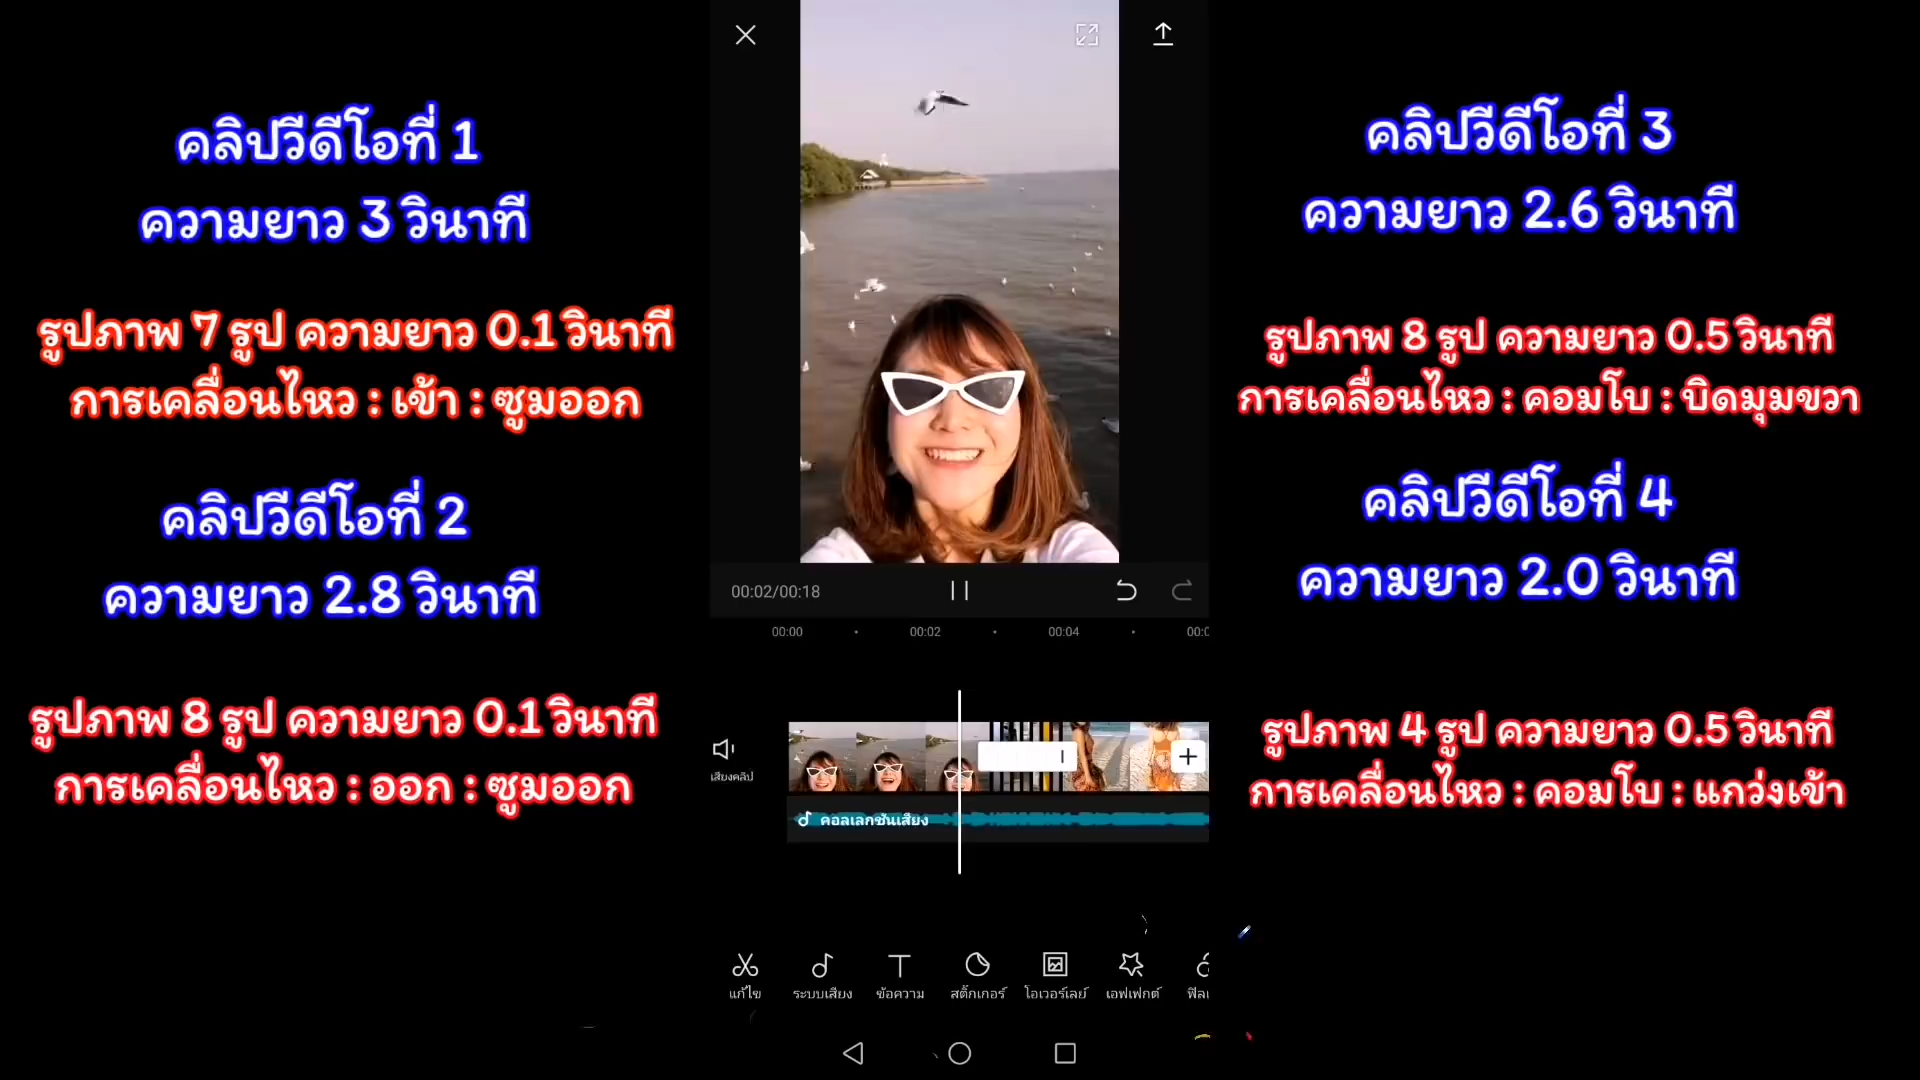 คลิปวีดีโอที่ 1
ความยาว 3 วินาที
รูปภาพ 7 รูป ความยาว 0.1 วินาที
การเคลื่อนไหว : เข้า : ซูมออก
คลิปวีดีโอที่ 2
ความยาว 2.8 วินาที
รูปภาพ 8 รูป ความยาว 0.1 วินาที
การเคลื่อนไหว : ออก : ซูมออก
00:02/00:18
00:00 00:02 00:04
เสียงคลิป
คอลเลกชันเสียง
แก้ไข ระบบเสียง ข้อความ สติ๊กเกอร์ โอเวอร์เลย์ เอฟเฟกต์
คลิปวีดีโอที่ 3
ความยาว 2.6 วินาที
รูปภาพ 8 รูป ความยาว 0.5 วินาที
การเคลื่อนไหว : คอมโบ : บิดมุมขวา
คลิปวีดีโอที่ 4
ความยาว 2.0 วินาที
รูปภาพ 4 รูป ความยาว 0.5 วินาที
การเคลื่อนไหว : คอมโบ : แกว่งเข้า